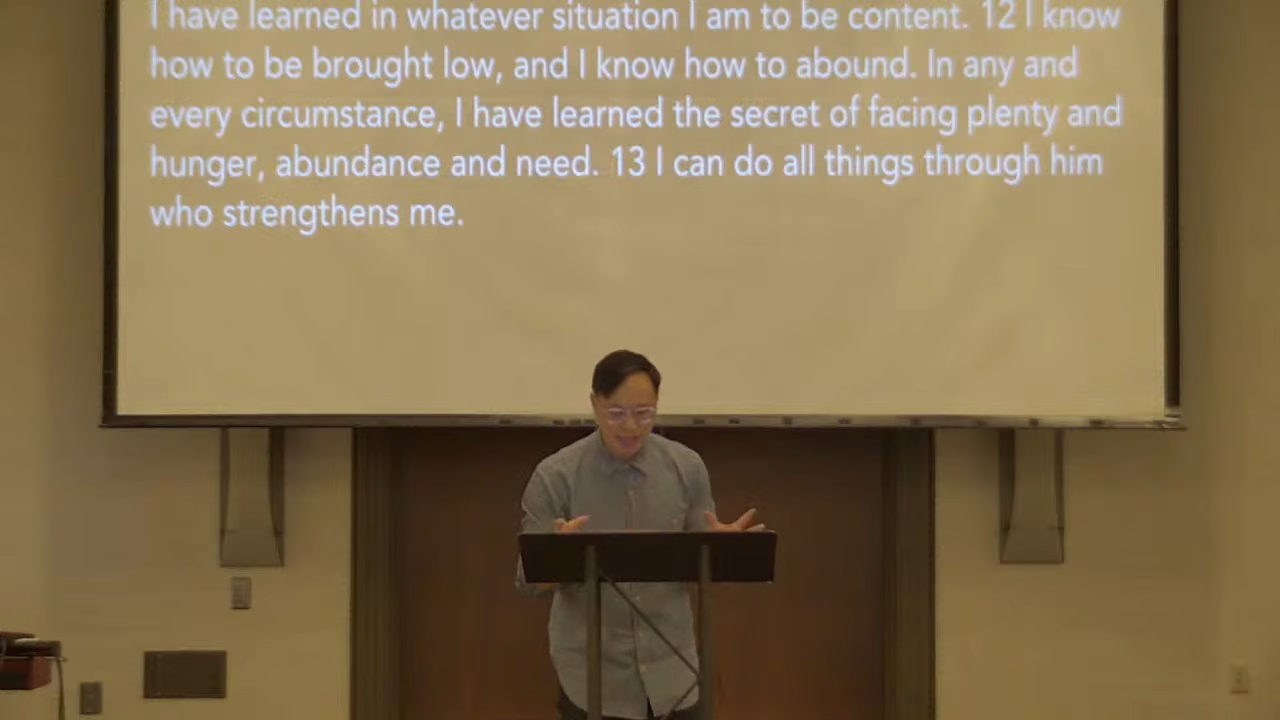 I have learned in whatever situation I am to be content. 12 I know
how to be brought low, and I know how to abound. In any and
every circumstance, I have learned the secret of facing plenty and
hunger, abundance and need. 13 I can do all things through him
who strengthens me.